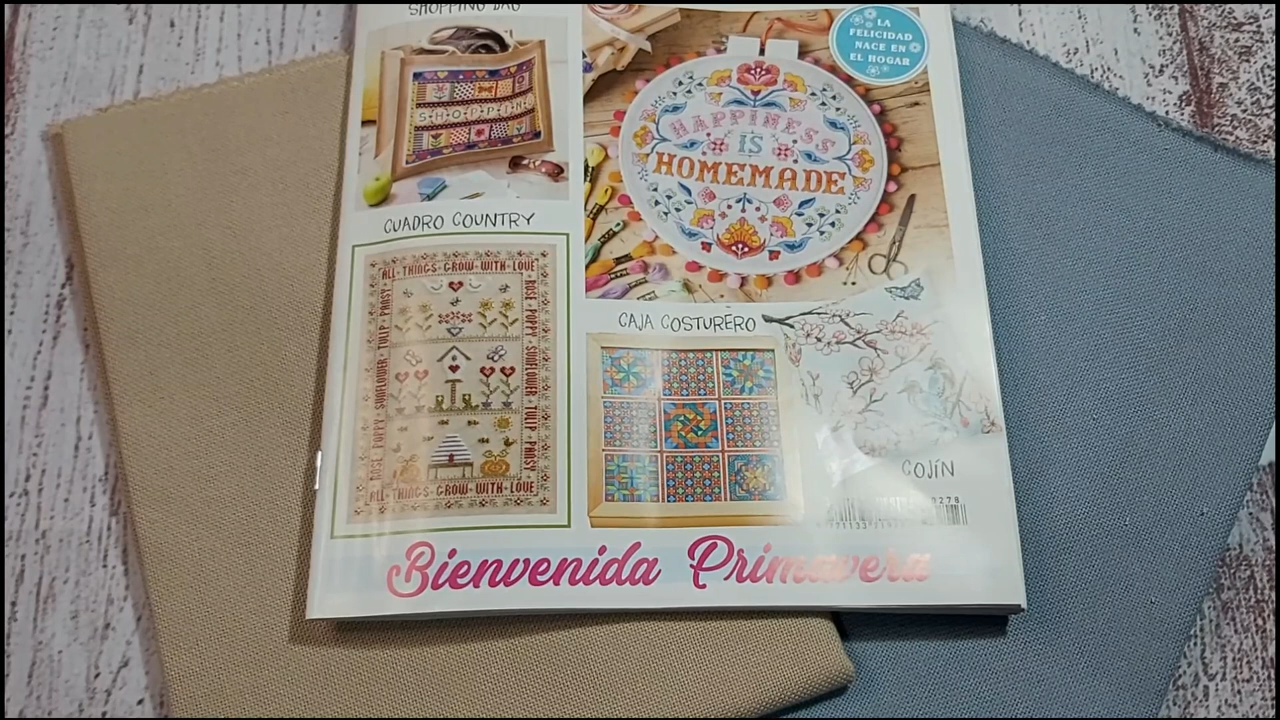 SHOPPING BAG
SHOPPING
LA
FELICIDAD
NACE EN
EL HOGAR
HAPPINESS
IS
HOMEMADE
CUADRO COUNTRY
ALL · THINGS · GROW · WITH · LOVE
ROSE · POPPY · SUNFLOWER · TULIP · PANSY
ROSE · POPPY · SUNFLOWER · TULIP · PANSY
ALL · THINGS · GROW · WITH · LOVE
CAJA COSTURERO
COJÍN
Bienvenida Primavera